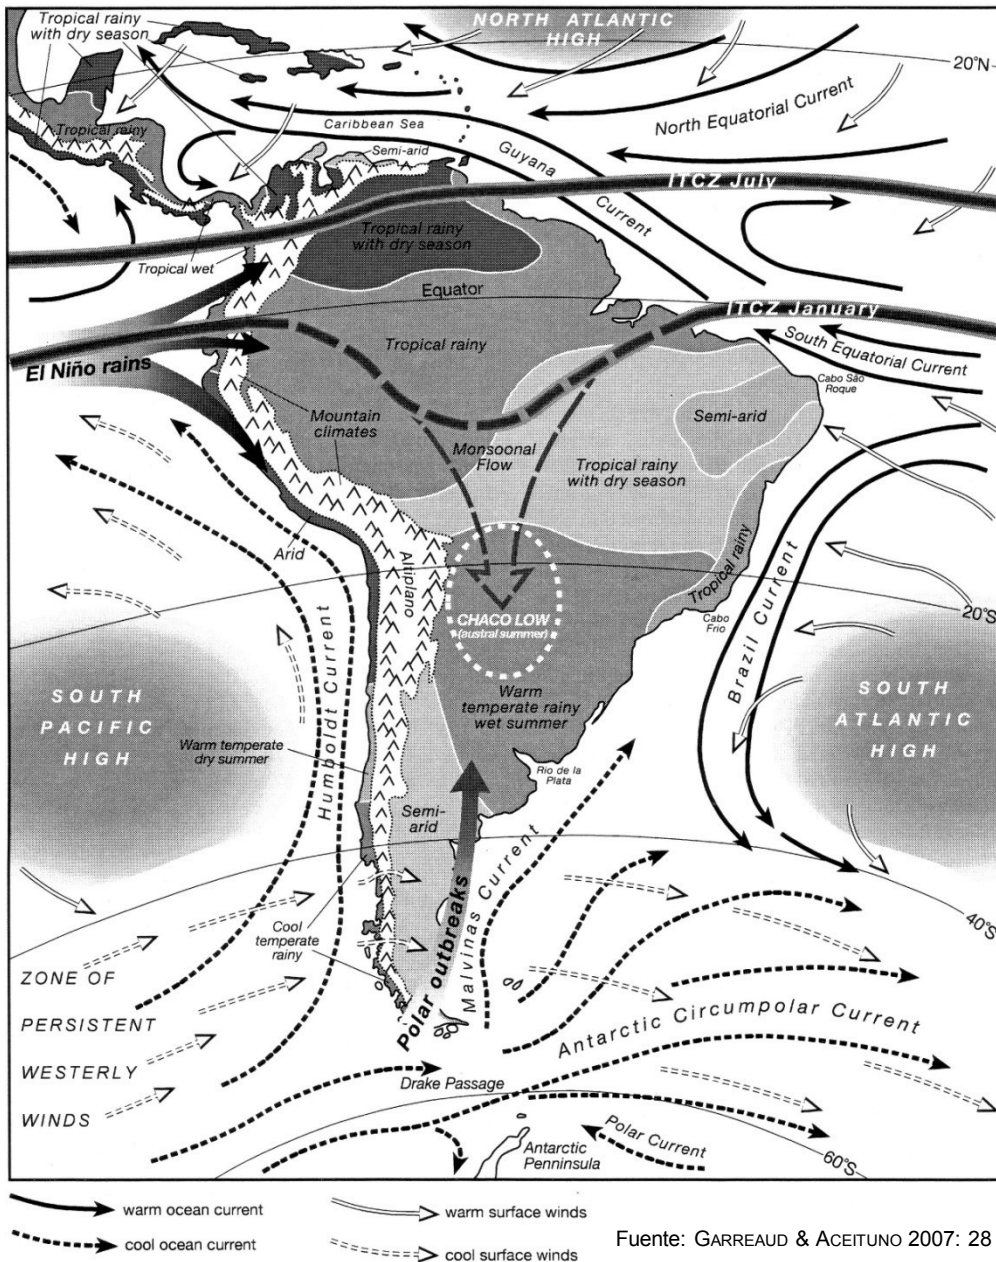 Tropical rainy
with dry season
NORTH ATLANTIC
HIGH
20°N
North Equatorial Current
Caribbean Sea
Tropical rainy
Semi-arid
Guyana
Current
ITCZ July
Tropical rainy
with dry season
Tropical wet
Equator
ITCZ January
Tropical rainy
South Equatorial Current
El Niño rains
Cabo São
Roque
Mountain
climates
Semi-arid
Monsoonal
Flow
Tropical rainy
with dry season
Arid
Altiplano
Tropical rainy
20°S
CHACO LOW
(austral summer)
Cabo
Frio
Brazil Current
Humboldt Current
SOUTH
PACIFIC
HIGH
SOUTH
ATLANTIC
HIGH
Warm
temperate rainy
wet summer
Warm temperate
dry summer
Rio de la
Plata
Semi-
arid
Malvinas Current
Polar outbreaks
40°S
Cool
temperate
rainy
ZONE OF
PERSISTENT
WESTERLY
WINDS
Antarctic Circumpolar Current
Drake Passage
Polar Current
Antarctic
Penninsula
60°S
warm ocean current
warm surface winds
cool ocean current
cool surface winds
Fuente: GARREAUD & ACEITUNO 2007: 28